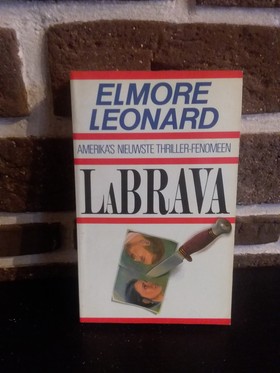 ELMORE
LEONARD
AMERIKA'S NIEUWSTE THRILLER-FENOMEEN
LABRAVA